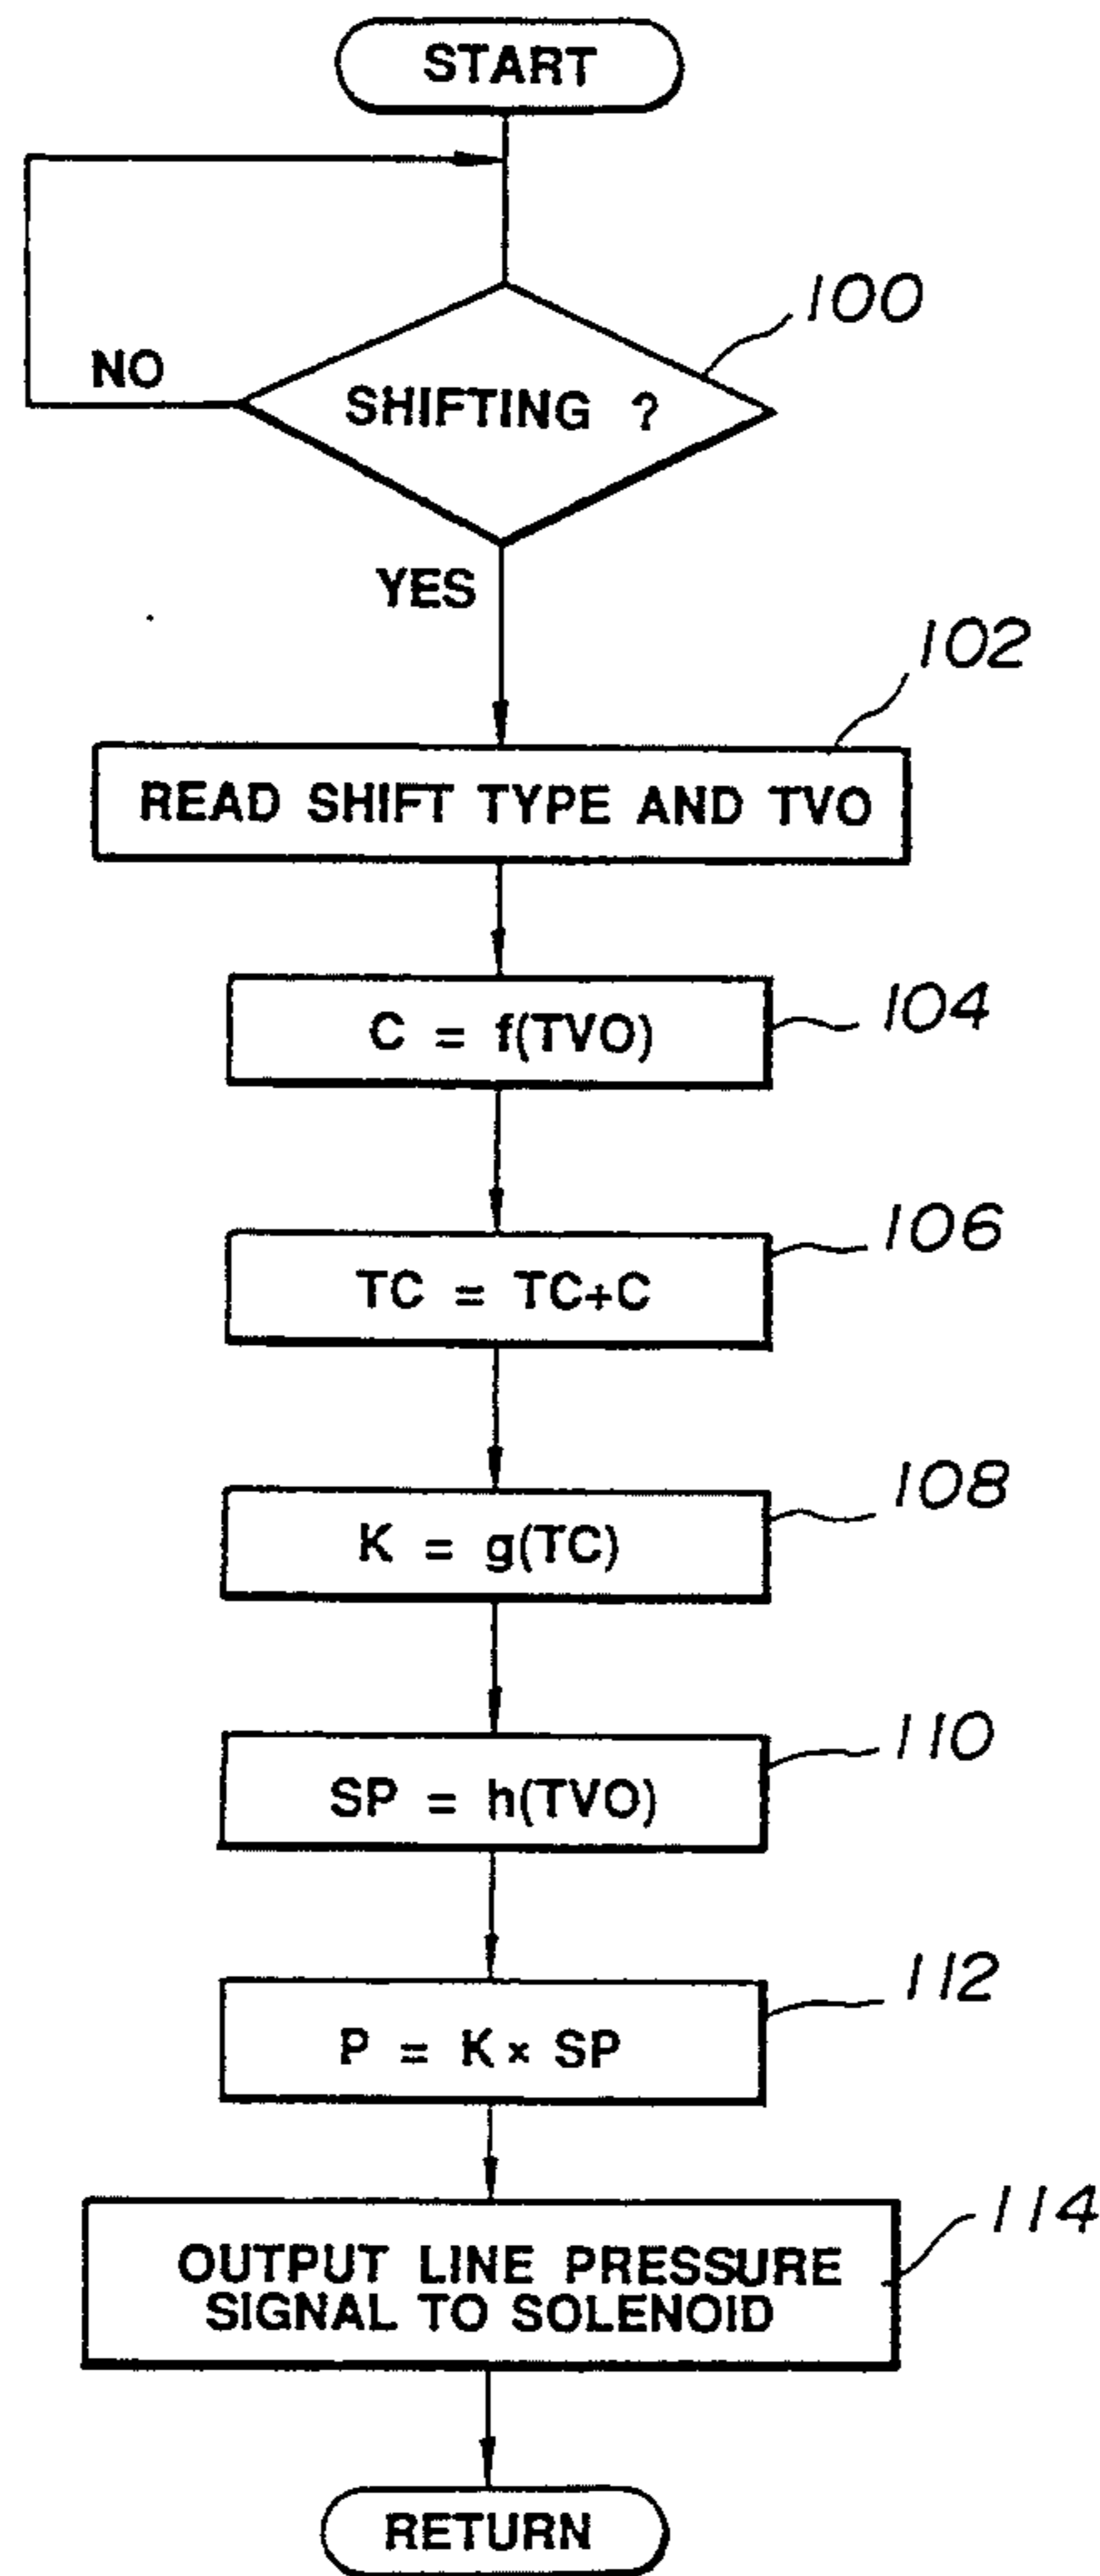 START
100
NO
SHIFTING ?
YES
102
READ SHIFT TYPE AND TVO
104
C = f(TVO)
106
TC = TC+C
108
K = g(TC)
110
SP = h(TVO)
112
P = K × SP
114
OUTPUT LINE PRESSURE
SIGNAL TO SOLENOID
RETURN